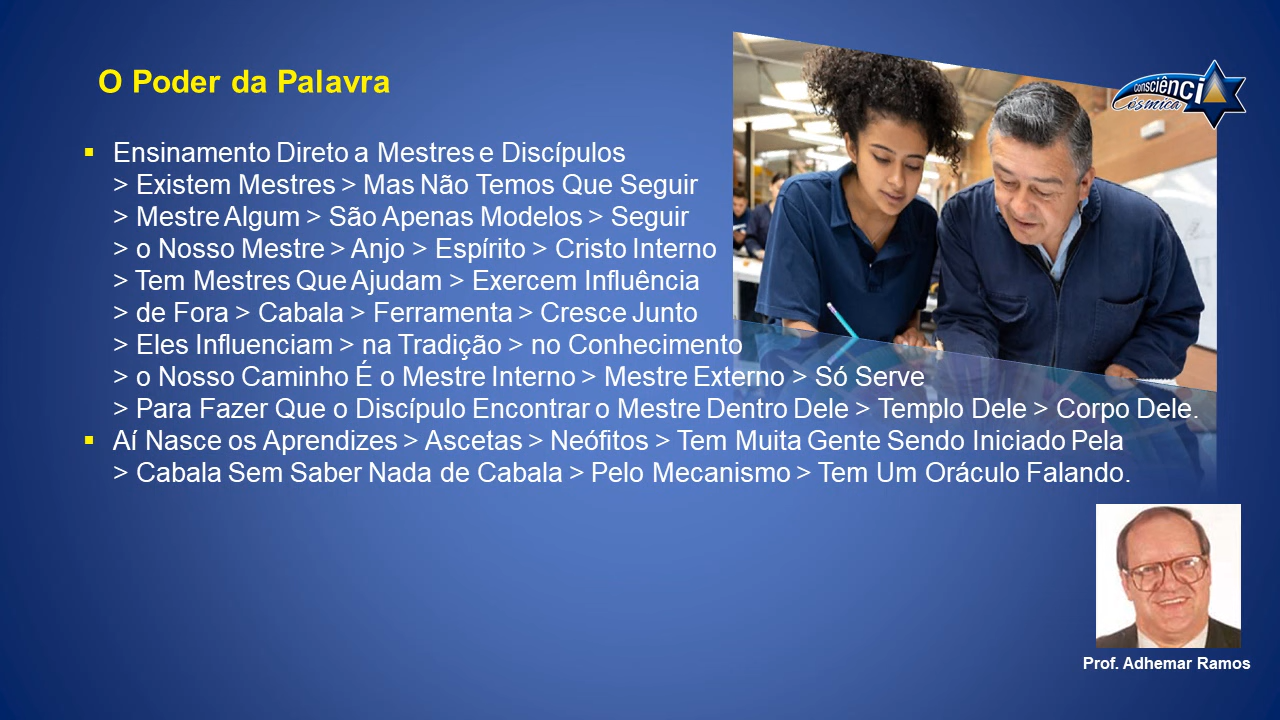 O Poder da Palavra
consciênci
Cósmica
Ensinamento Direto a Mestres e Discípulos
> Existem Mestres > Mas Não Temos Que Seguir
> Mestre Algum > São Apenas Modelos > Seguir
> o Nosso Mestre > Anjo > Espírito > Cristo Interno
> Tem Mestres Que Ajudam > Exercem Influência
> de Fora > Cabala > Ferramenta > Cresce Junto
> Eles Influenciam > na Tradição > no Conhecimento
> o Nosso Caminho É o Mestre Interno > Mestre Externo > Só Serve
> Para Fazer Que o Discípulo Encontrar o Mestre Dentro Dele > Templo Dele > Corpo Dele.
Aí Nasce os Aprendizes > Ascetas > Neófitos > Tem Muita Gente Sendo Iniciado Pela
> Cabala Sem Saber Nada de Cabala > Pelo Mecanismo > Tem Um Oráculo Falando.
Prof. Adhemar Ramos